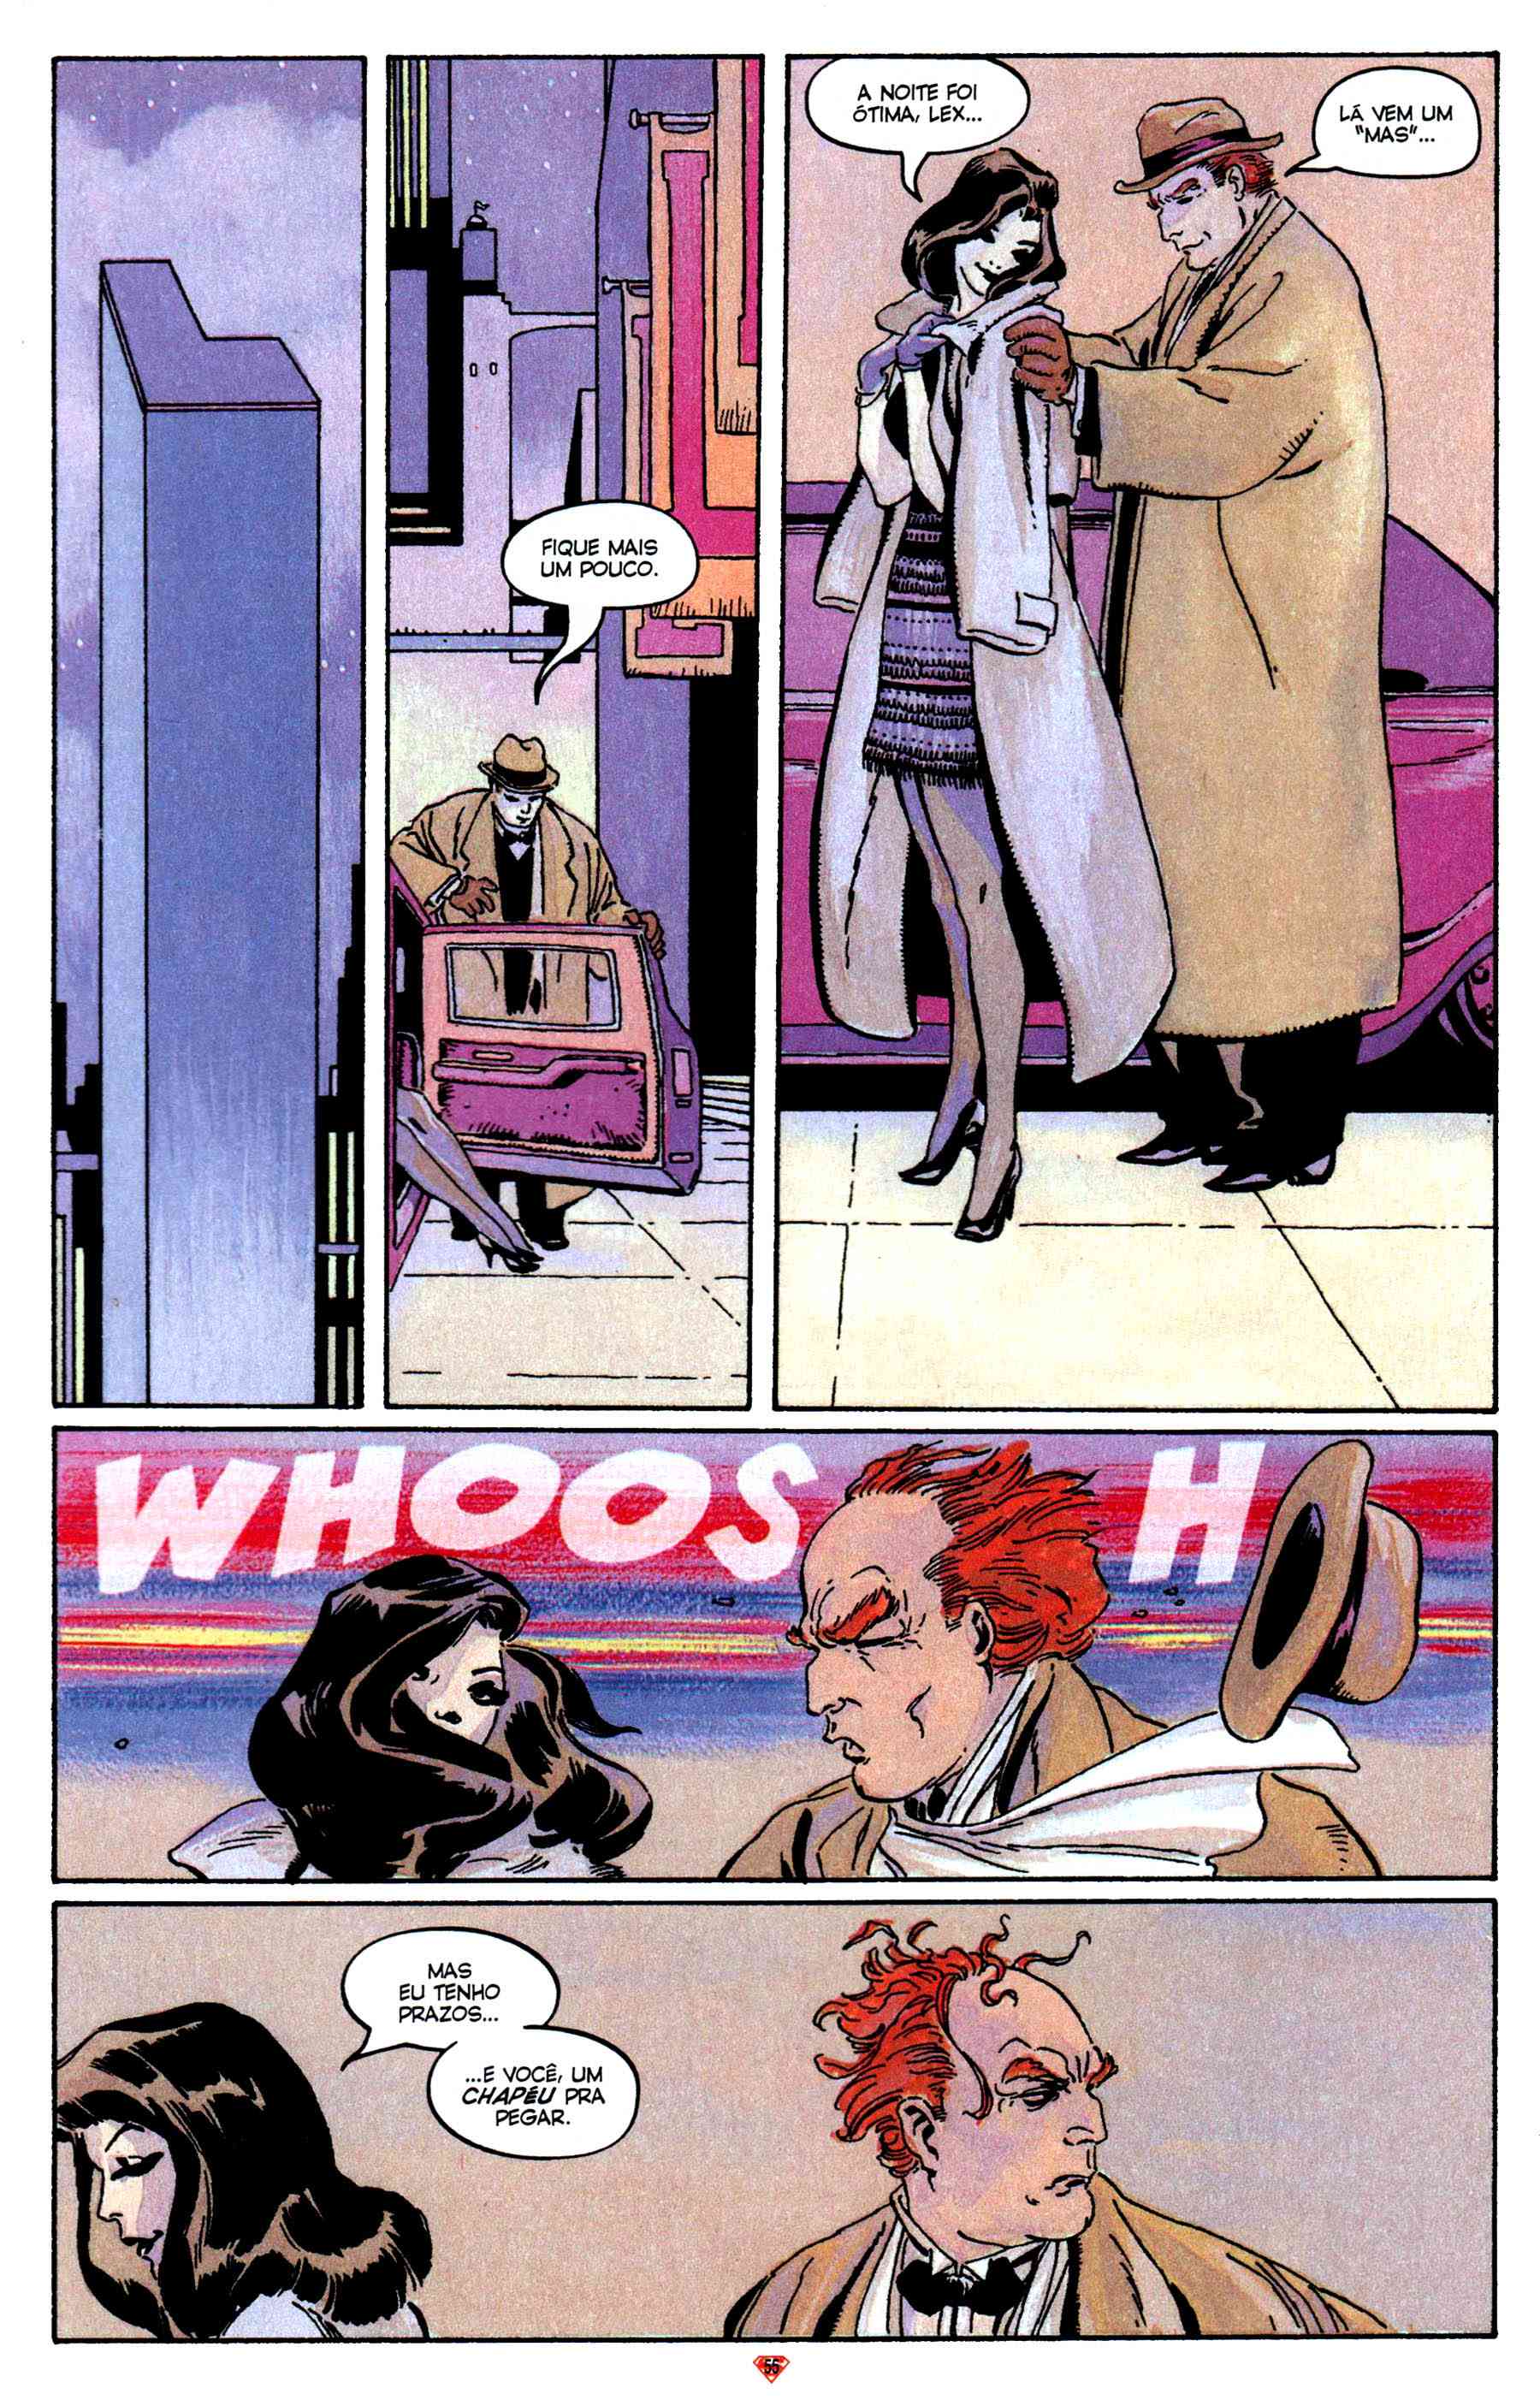 FIQUE MAIS
UM POUCO.
A NOITE FOI
ÓTIMA, LEX...
LÁ VEM UM
"MAS"...
WHOOSH
MAS
EU TENHO
PRAZOS...
...E VOCÊ, UM
CHAPÉU PRA
PEGAR.
55